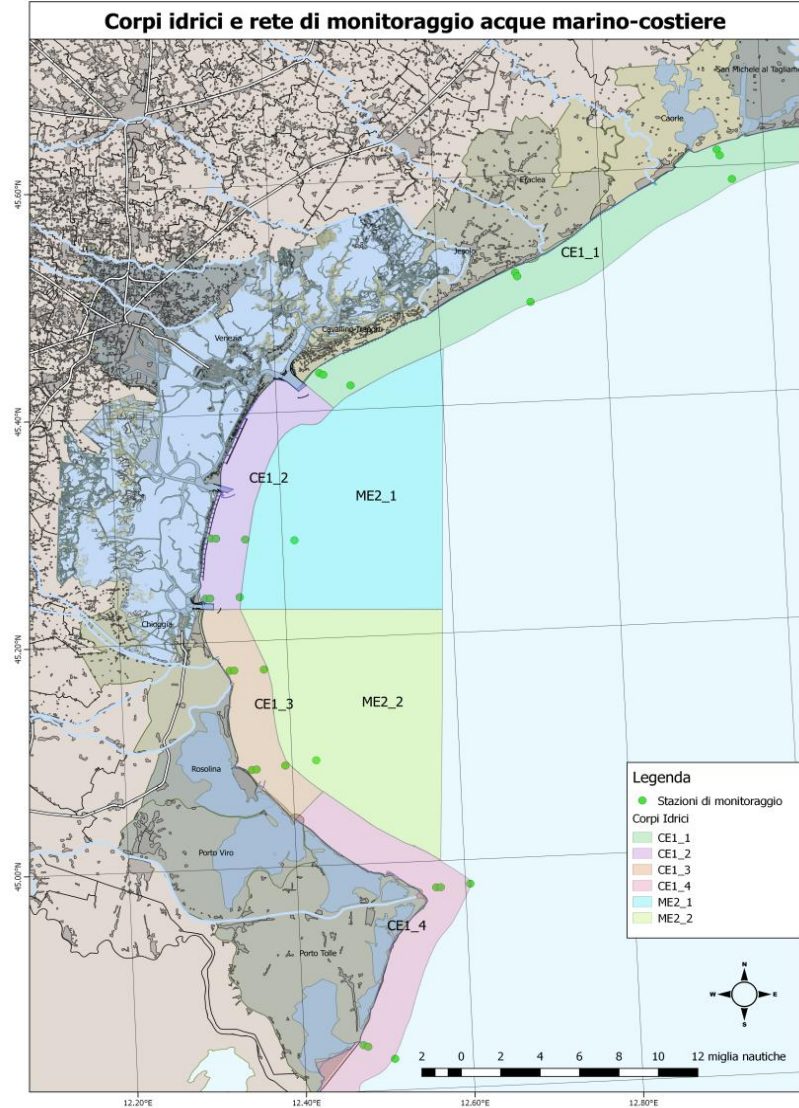 Corpi idrici e rete di monitoraggio acque marino-costiere
San Michele al Tagliamento
Caorle
45.60°N
Eraclea
CE1_1
Jesolo
Cavallino-Treporti
Venezia
45.40°N
CE1_2
ME2_1
Chioggia
45.20°N
CE1_3
ME2_2
Rosolina
Porto Viro
45.00°N
CE1_4
Porto Tolle
Legenda
Stazioni di monitoraggio
Corpi Idrici
CE1_1
CE1_2
CE1_3
CE1_4
ME2_1
ME2_2
N
W E
S
2 0 2 4 6 8 10 12 miglia nautiche
12.20°E 12.40°E 12.60°E 12.80°E